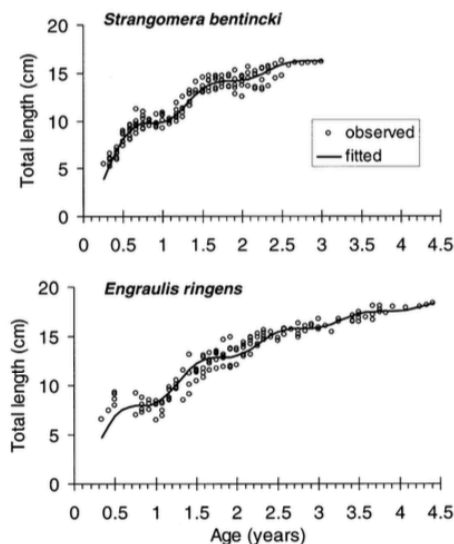 Strangomera bentincki
20
15
10
5
0
Total length (cm)
observed
fitted
0 0.5 1 1.5 2 2.5 3 3.5 4 4.5
Engraulis ringens
20
15
10
5
0
Total length (cm)
0 0.5 1 1.5 2 2.5 3 3.5 4 4.5
Age (years)